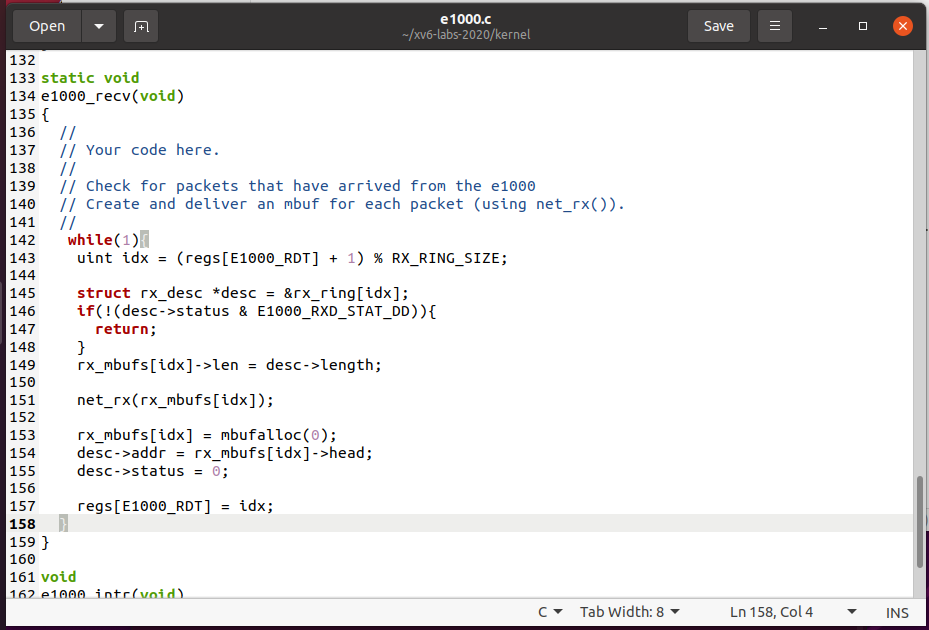 Open
e1000.c
~/xv6-labs-2020/kernel
Save
132
133 static void
134 e1000_recv(void)
135 {
136   //
137   // Your code here.
138   //
139   // Check for packets that have arrived from the e1000
140   // Create and deliver an mbuf for each packet (using net_rx()).
141   //
142    while(1){
143     uint idx = (regs[E1000_RDT] + 1) % RX_RING_SIZE;
144
145     struct rx_desc *desc = &rx_ring[idx];
146     if(!(desc->status & E1000_RXD_STAT_DD)){
147       return;
148     }
149     rx_mbufs[idx]->len = desc->length;
150
151     net_rx(rx_mbufs[idx]);
152
153     rx_mbufs[idx] = mbufalloc(0);
154     desc->addr = rx_mbufs[idx]->head;
155     desc->status = 0;
156
157     regs[E1000_RDT] = idx;
158   }
159 }
160
161 void
162 e1000_intr(void)
C Tab Width: 8 Ln 158, Col 4 INS